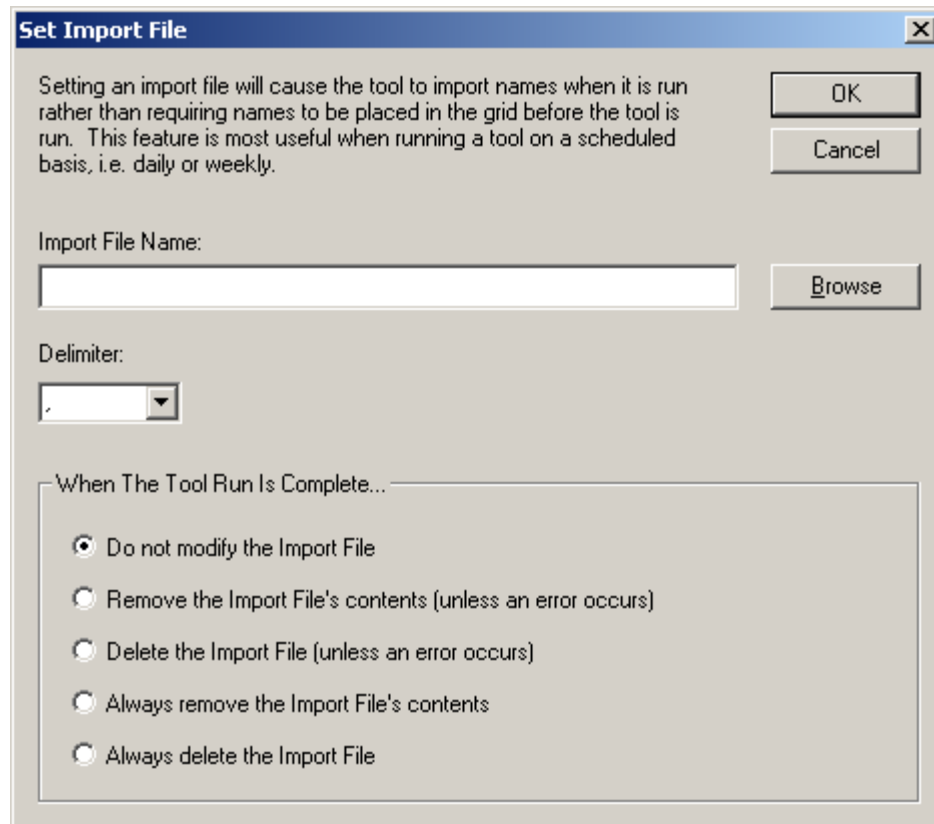 Set Import File
Setting an import file will cause the tool to import names when it is run
rather than requiring names to be placed in the grid before the tool is
run.  This feature is most useful when running a tool on a scheduled
basis, i.e. daily or weekly.
OK
Cancel
Import File Name:
Browse
Delimiter:
,
When The Tool Run Is Complete...
Do not modify the Import File
Remove the Import File's contents (unless an error occurs)
Delete the Import File (unless an error occurs)
Always remove the Import File's contents
Always delete the Import File